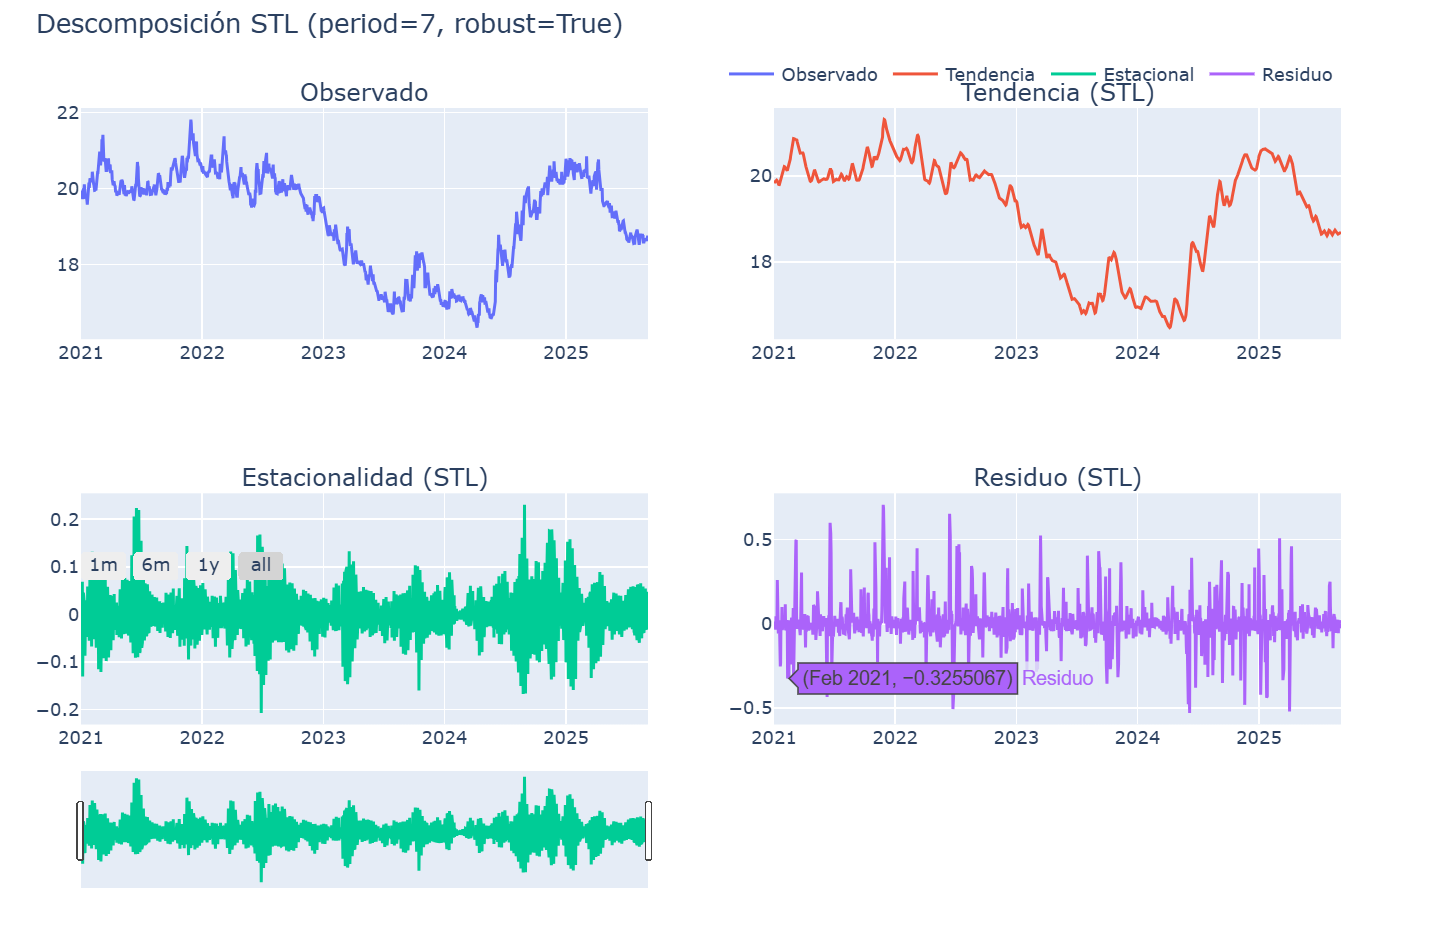 Descomposición STL (period=7, robust=True)
Observado Tendencia Estacional Residuo
Observado
Tendencia (STL)
22
20
18
2021 2022 2023 2024 2025
20
18
2021 2022 2023 2024 2025
Estacionalidad (STL)
Residuo (STL)
0.2
0.1
0
−0.1
−0.2
1m 6m 1y all
2021 2022 2023 2024 2025
0.5
0
−0.5
(Feb 2021, −0.3255067) Residuo
2021 2022 2023 2024 2025